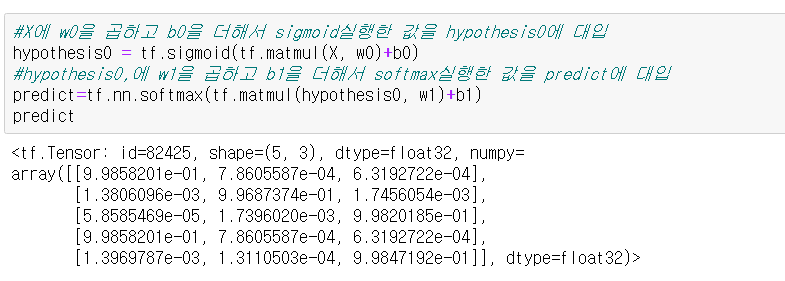 #X에 w0을 곱하고 b0을 더해서 sigmoid실행한 값을 hypothesis0에 대입
hypothesis0 = tf.sigmoid(tf.matmul(X, w0)+b0)
#hypothesis0,에 w1을 곱하고 b1을 더해서 softmax실행한 값을 predict에 대입
predict=tf.nn.softmax(tf.matmul(hypothesis0, w1)+b1)
predict
<tf.Tensor: id=82425, shape=(5, 3), dtype=float32, numpy=
array([[9.9858201e-01, 7.8605587e-04, 6.3192722e-04],
[1.3806096e-03, 9.9687374e-01, 1.7456054e-03],
[5.8585469e-05, 1.7396020e-03, 9.9820185e-01],
[9.9858201e-01, 7.8605587e-04, 6.3192722e-04],
[1.3969787e-03, 1.3110503e-04, 9.9847192e-01]], dtype=float32)>